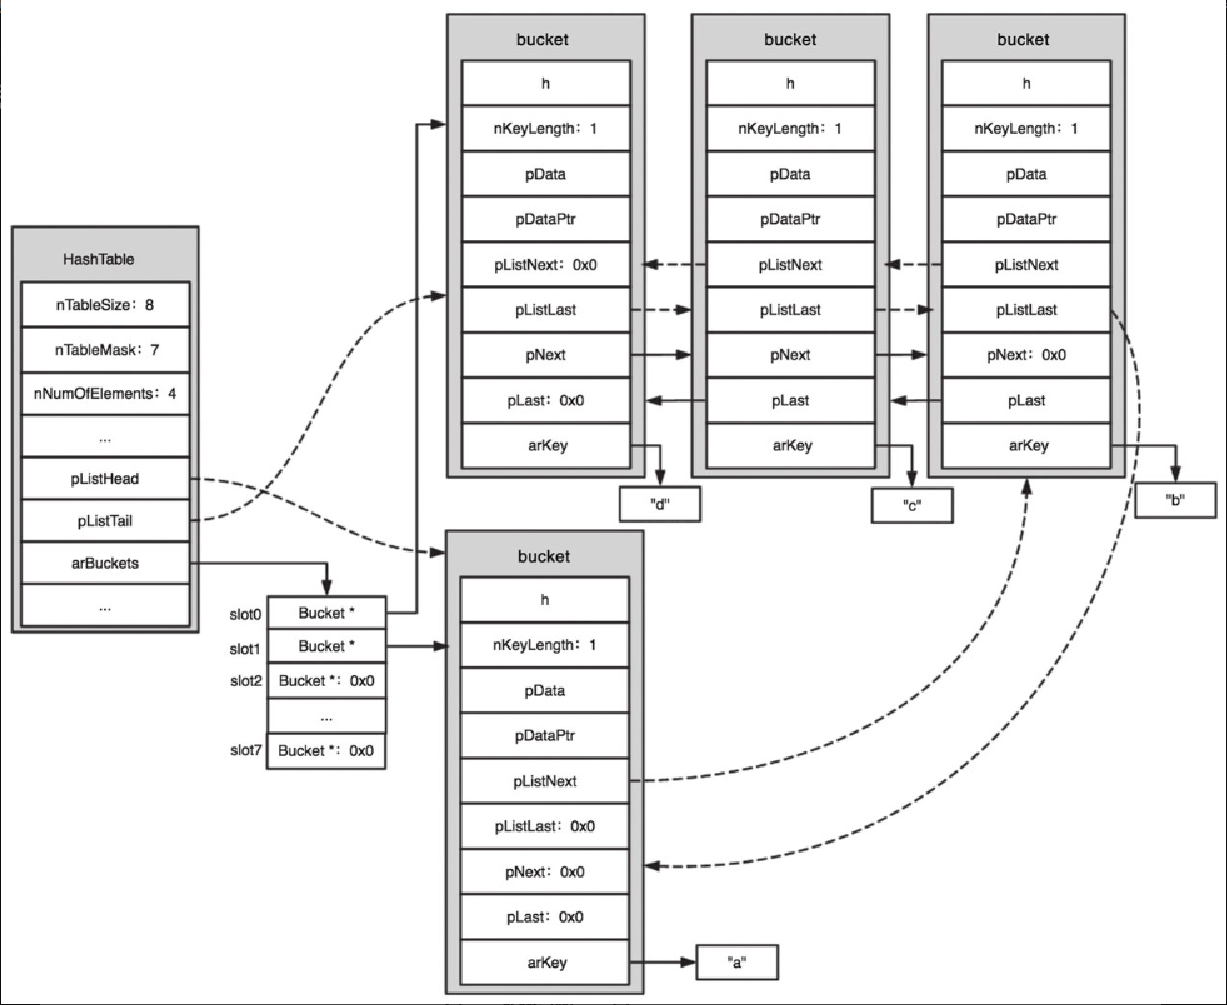 HashTable
nTableSize: 8
nTableMask: 7
nNumOfElements: 4
...
pListHead
pListTail
arBuckets
...
slot0
Bucket *
slot1
Bucket *
slot2
Bucket *: 0x0
...
slot7
Bucket *: 0x0
bucket
h
nKeyLength: 1
pData
pDataPtr
pListNext: 0x0
pListLast
pNext
pLast: 0x0
arKey
"d"
bucket
h
nKeyLength: 1
pData
pDataPtr
pListNext
pListLast
pNext
pLast
arKey
"c"
bucket
h
nKeyLength: 1
pData
pDataPtr
pListNext
pListLast
pNext: 0x0
pLast
arKey
"b"
bucket
h
nKeyLength: 1
pData
pDataPtr
pListNext
pListLast: 0x0
pNext: 0x0
pLast: 0x0
arKey
"a"